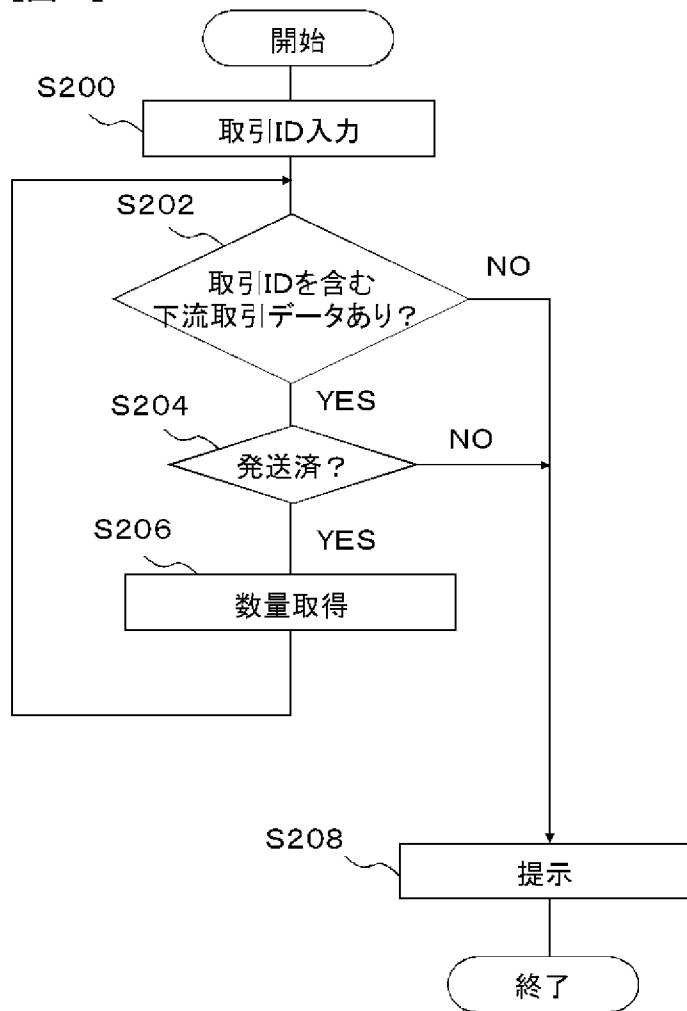 開始
S200
取引ID入力
S202
取引IDを含む
下流取引データあり？
NO
YES
S204
発送済？
NO
YES
S206
数量取得
S208
提示
終了